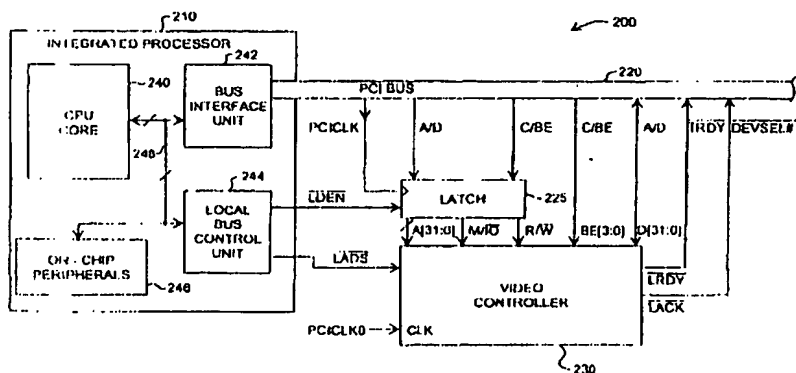 210
200
INTEGRATED PROCESSOR
242
240
CPU
CORE
BUS
INTERFACE
UNIT
220
PCI BUS
PCICLK
A/D
C/BE
C/BE
A/D
DEVSEL#
244
LOCAL
BUS
CONTROL
UNIT
LDEN
LATCH
225
A[31:0]
M/IO
R/W
BE[3:0]
D[31:0]
ON-CHIP
PERIPHERALS
246
LADS
VIDEO
CONTROLLER
LRDY
LACK
PCICLK0
CLK
230